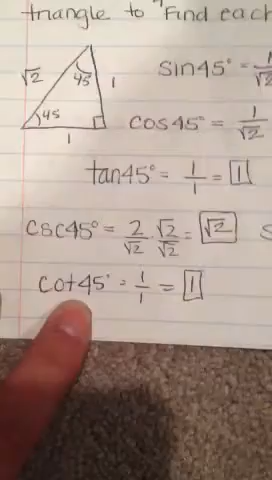 triangle to "Find each
√2 45 1
sin45° = 1/√2
45
1
cos45° = 1/√2
tan45° = 1/1 = 1
csc45° = 2/√2 · √2/√2 = √2 S
cot45° = 1/1 = 1